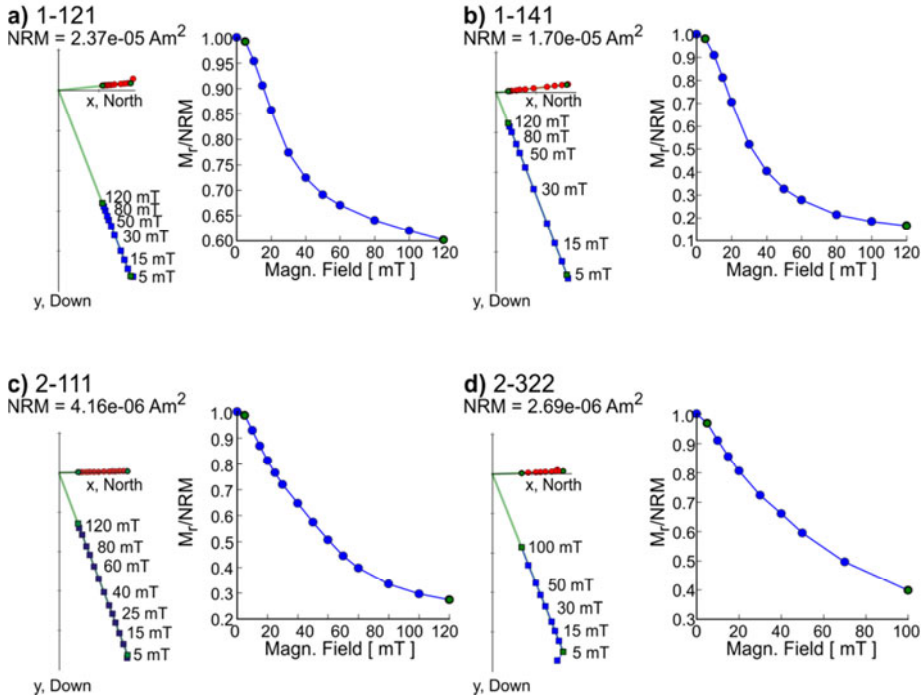 a) 1-121
NRM = 2.37e-05 Am²
x, North
120 mT
80 mT
50 mT
30 mT
15 mT
5 mT
y, Down
Mr/NRM
1.00
0.95
0.90
0.85
0.80
0.75
0.70
0.65
0.60
0 20 40 60 80 100 120
Magn. Field [ mT]
b) 1-141
NRM = 1.70e-05 Am²
x, North
120 mT
80 mT
50 mT
30 mT
15 mT
5 mT
y, Down
Mr/NRM
1.0
0.9
0.8
0.7
0.6
0.5
0.4
0.3
0.2
0.1
0 20 40 60 80 100 120
Magn. Field [ mT]
c) 2-111
NRM = 4.16e-06 Am²
x, North
120 mT
80 mT
60 mT
40 mT
25 mT
15 mT
5 mT
y, Down
Mr/NRM
1.0
0.9
0.8
0.7
0.6
0.5
0.4
0.3
0.2
0 20 40 60 80 100 120
Magn. Field [ mT]
d) 2-322
NRM = 2.69e-06 Am²
x, North
100 mT
50 mT
30 mT
15 mT
5 mT
y, Down
Mr/NRM
1.0
0.9
0.8
0.7
0.6
0.5
0.4
0.3
0 20 40 60 80 100
Magn. Field [ mT]